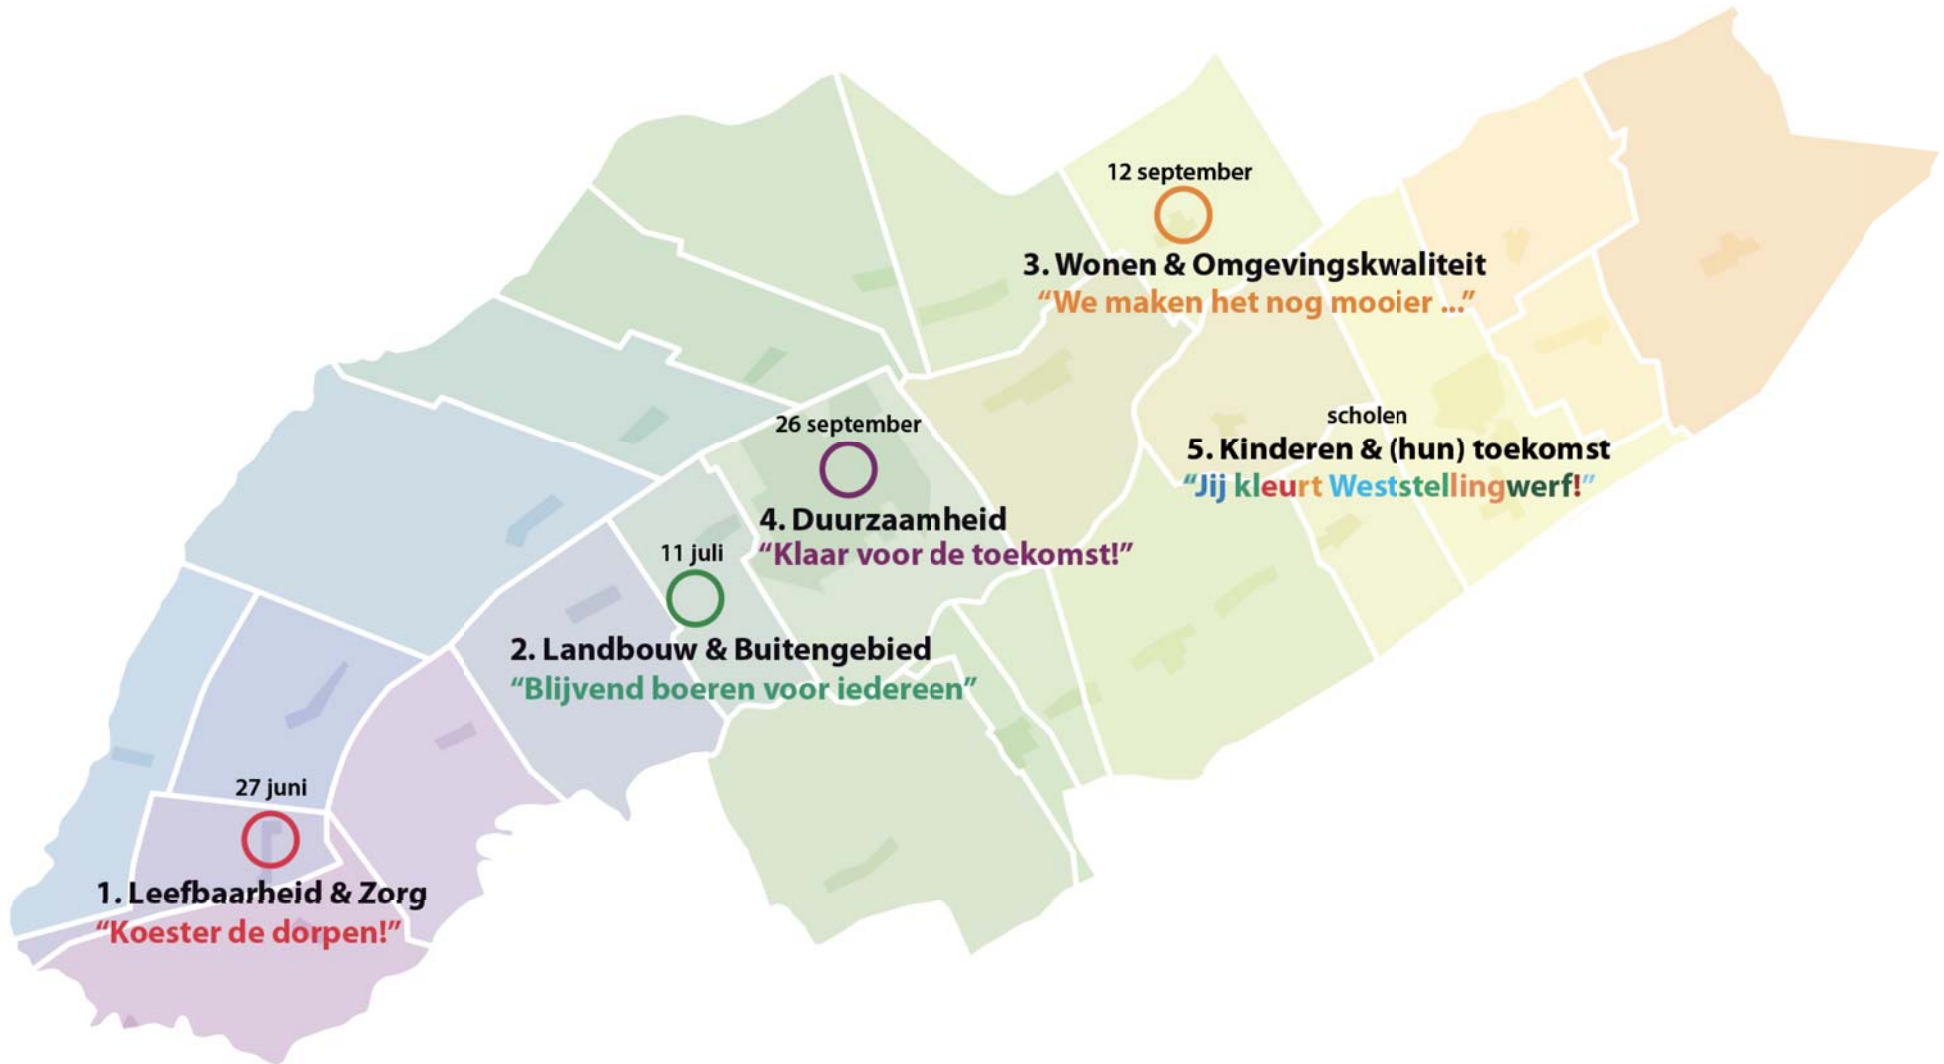 12 september
3. Wonen & Omgevingskwaliteit
“We maken het nog mooier ...”
scholen
5. Kinderen & (hun) toekomst
“Jij kleurt Weststellingwerf!”
26 september
4. Duurzaamheid
“Klaar voor de toekomst!”
11 juli
2. Landbouw & Buitengebied
“Blijvend boeren voor iedereen”
27 juni
1. Leefbaarheid & Zorg
“Koester de dorpen!”